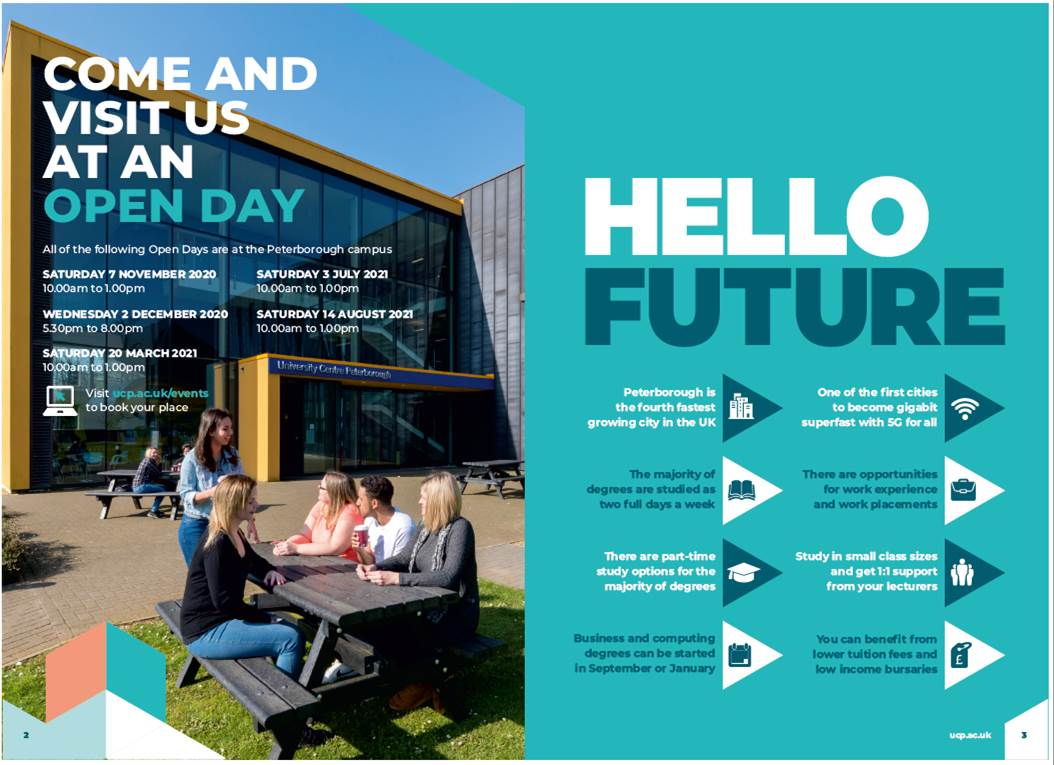 COME AND
VISIT US
AT AN
OPEN DAY
All of the following Open Days are at the Peterborough campus
SATURDAY 7 NOVEMBER 2020
10.00am to 1.00pm
WEDNESDAY 2 DECEMBER 2020
5.30pm to 8.00pm
SATURDAY 20 MARCH 2021
10.00am to 1.00pm
SATURDAY 3 JULY 2021
10.00am to 1.00pm
SATURDAY 14 AUGUST 2021
10.00am to 1.00pm
Visit ucp.ac.uk/events
to book your place
University Centre Peterborough
2
HELLO
FUTURE
Peterborough is
the fourth fastest
growing city in the UK
One of the first cities
to become gigabit
superfast with 5G for all
The majority of
degrees are studied as
two full days a week
There are opportunities
for work experience
and work placements
There are part-time
study options for the
majority of degrees
Study in small class sizes
and get 1:1 support
from your lecturers
Business and computing
degrees can be started
in September or January
You can benefit from
lower tuition fees and
low income bursaries
£
ucp.ac.uk
3